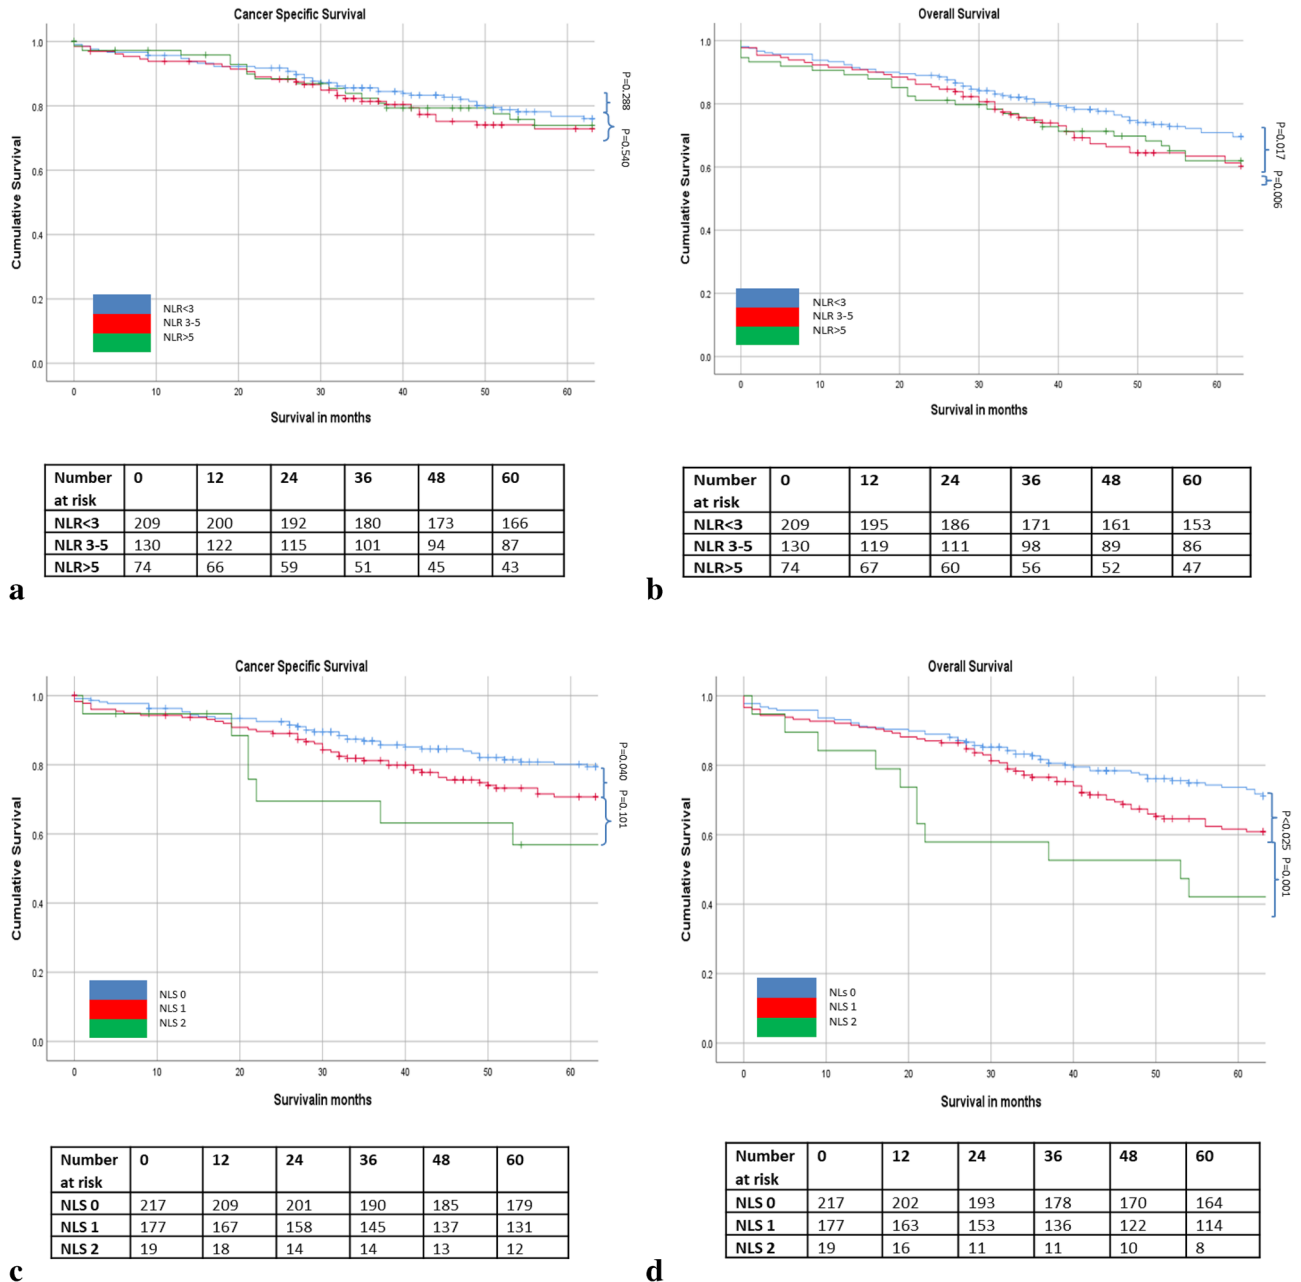 Cancer Specific Survival
Cumulative Survival
1.0
0.8
0.6
0.4
0.2
0.0
P=0.288
P=0.540
NLR<3
NLR 3-5
NLR>5
0 10 20 30 40 50 60
Survival in months
Number at risk 0 12 24 36 48 60
NLR<3 209 200 192 180 173 166
NLR 3-5 130 122 115 101 94 87
NLR>5 74 66 59 51 45 43
a
Overall Survival
Cumulative Survival
1.0
0.8
0.6
0.4
0.2
0.0
P=0.017
P=0.006
NLR<3
NLR 3-5
NLR>5
0 10 20 30 40 50 60
Survival in months
Number at risk 0 12 24 36 48 60
NLR<3 209 195 186 171 161 153
NLR 3-5 130 119 111 98 89 86
NLR>5 74 67 60 56 52 47
b
Cancer Specific Survival
Cumulative Survival
1.0
0.8
0.6
0.4
0.2
0.0
P=0.040
P=0.101
NLS 0
NLS 1
NLS 2
0 10 20 30 40 50 60
Survivalin months
Number at risk 0 12 24 36 48 60
NLS 0 217 209 201 190 185 179
NLS 1 177 167 158 145 137 131
NLS 2 19 18 14 14 13 12
c
Overall Survival
Cumulative Survival
1.0
0.8
0.6
0.4
0.2
0.0
P<0.025
P=0.001
NLs 0
NLS 1
NLS 2
0 10 20 30 40 50 60
Survival in months
Number at risk 0 12 24 36 48 60
NLS 0 217 202 193 178 170 164
NLS 1 177 163 153 136 122 114
NLS 2 19 16 11 11 10 8
d